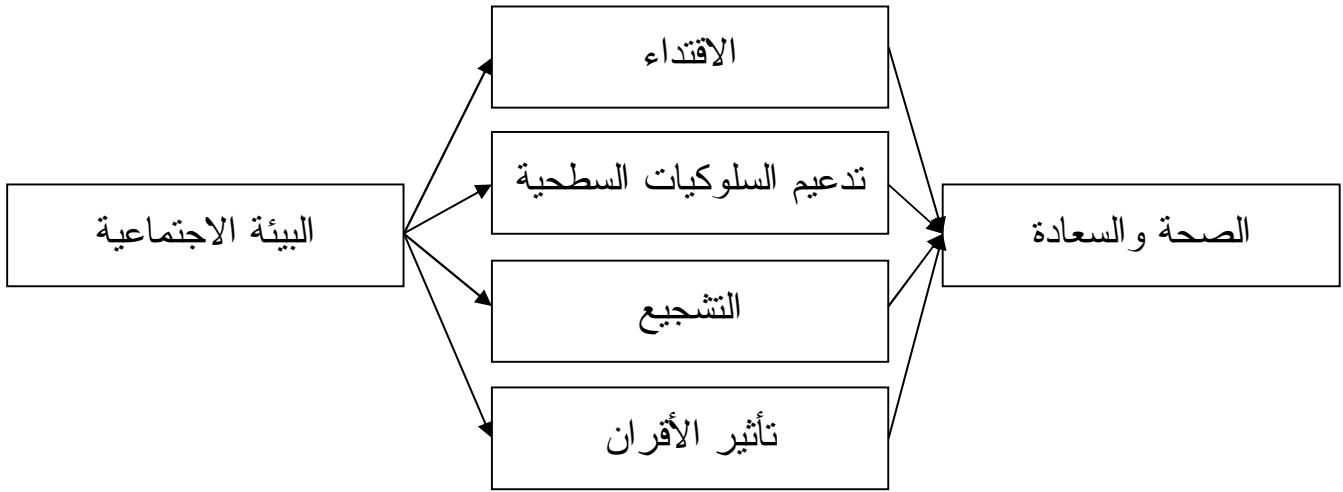 الاقتداء
تدعيم السلوكيات السطحية
البيئة الاجتماعية
الصحة والسعادة
التشجيع
تأثير الأقران